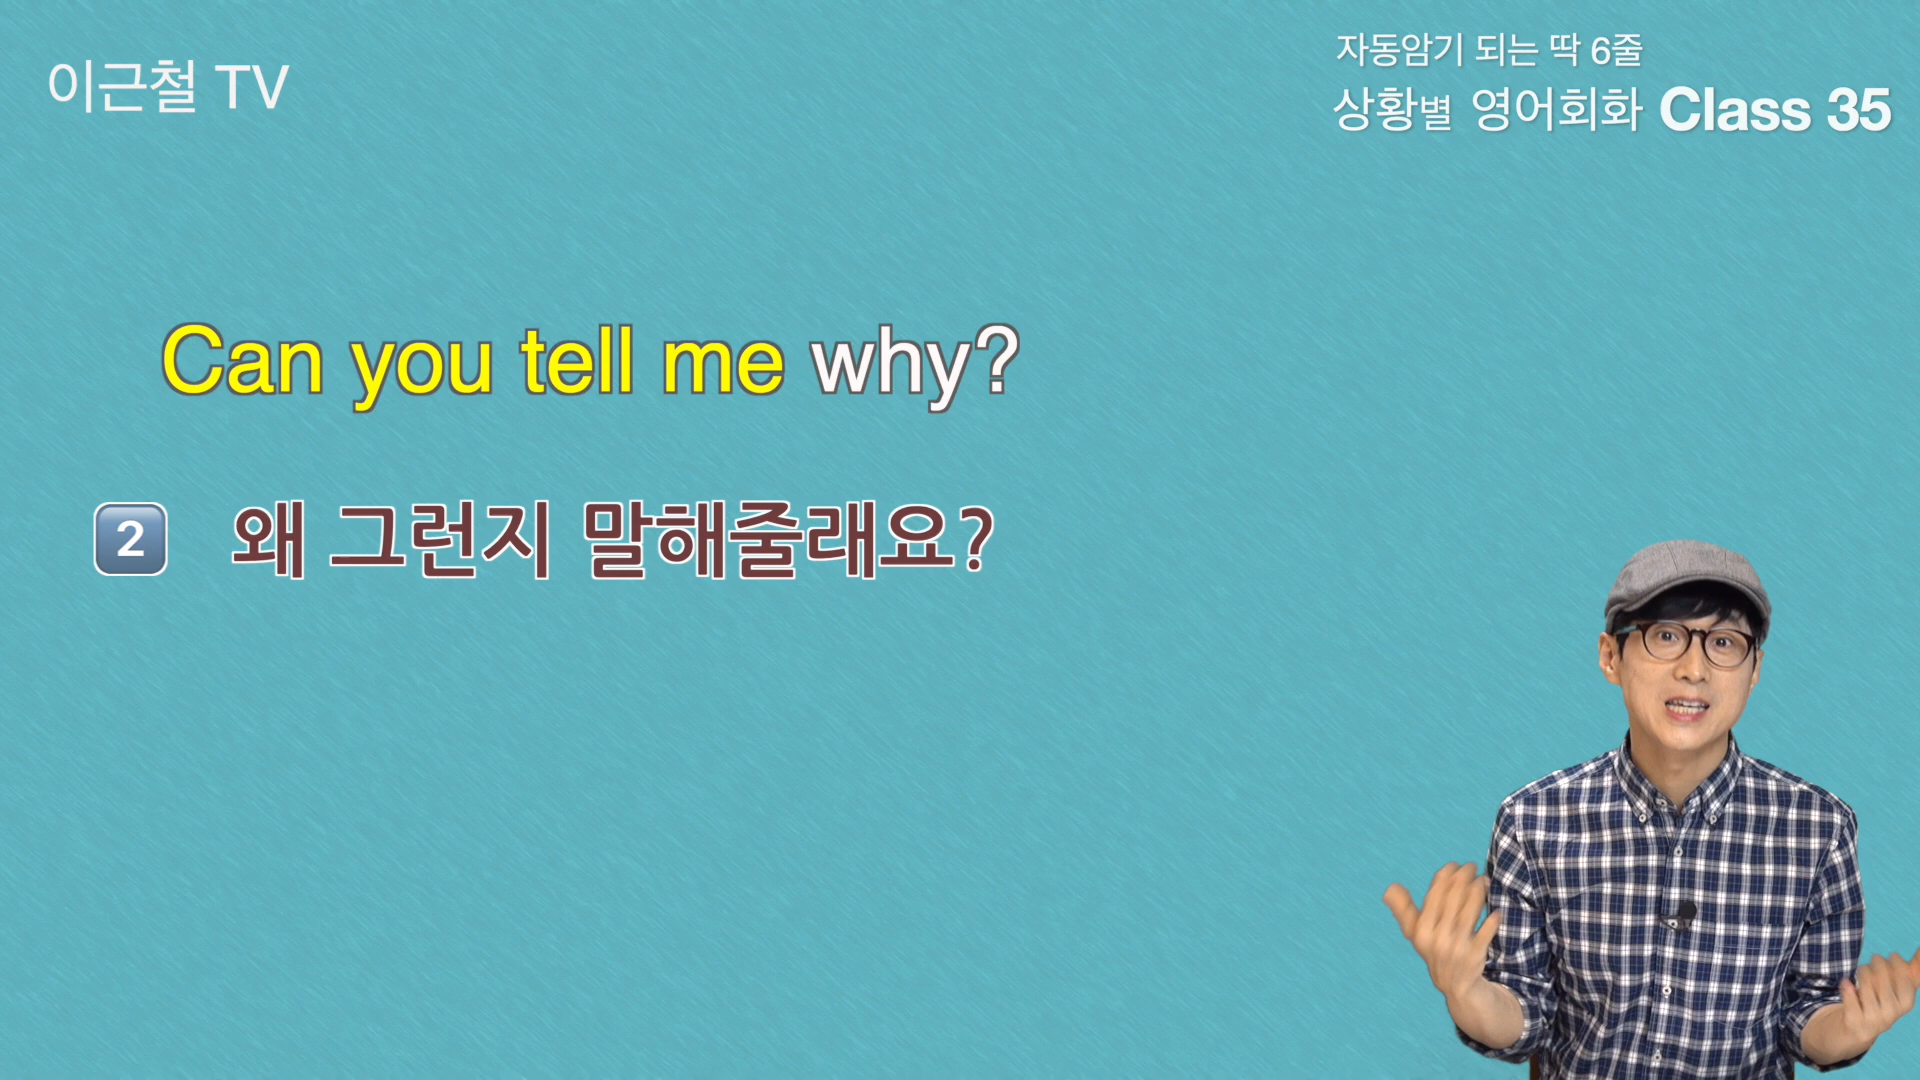 이근철 TV
자동암기 되는 딱 6줄
상황별 영어회화 Class 35
Can you tell me why?
2 왜 그런지 말해줄래요?